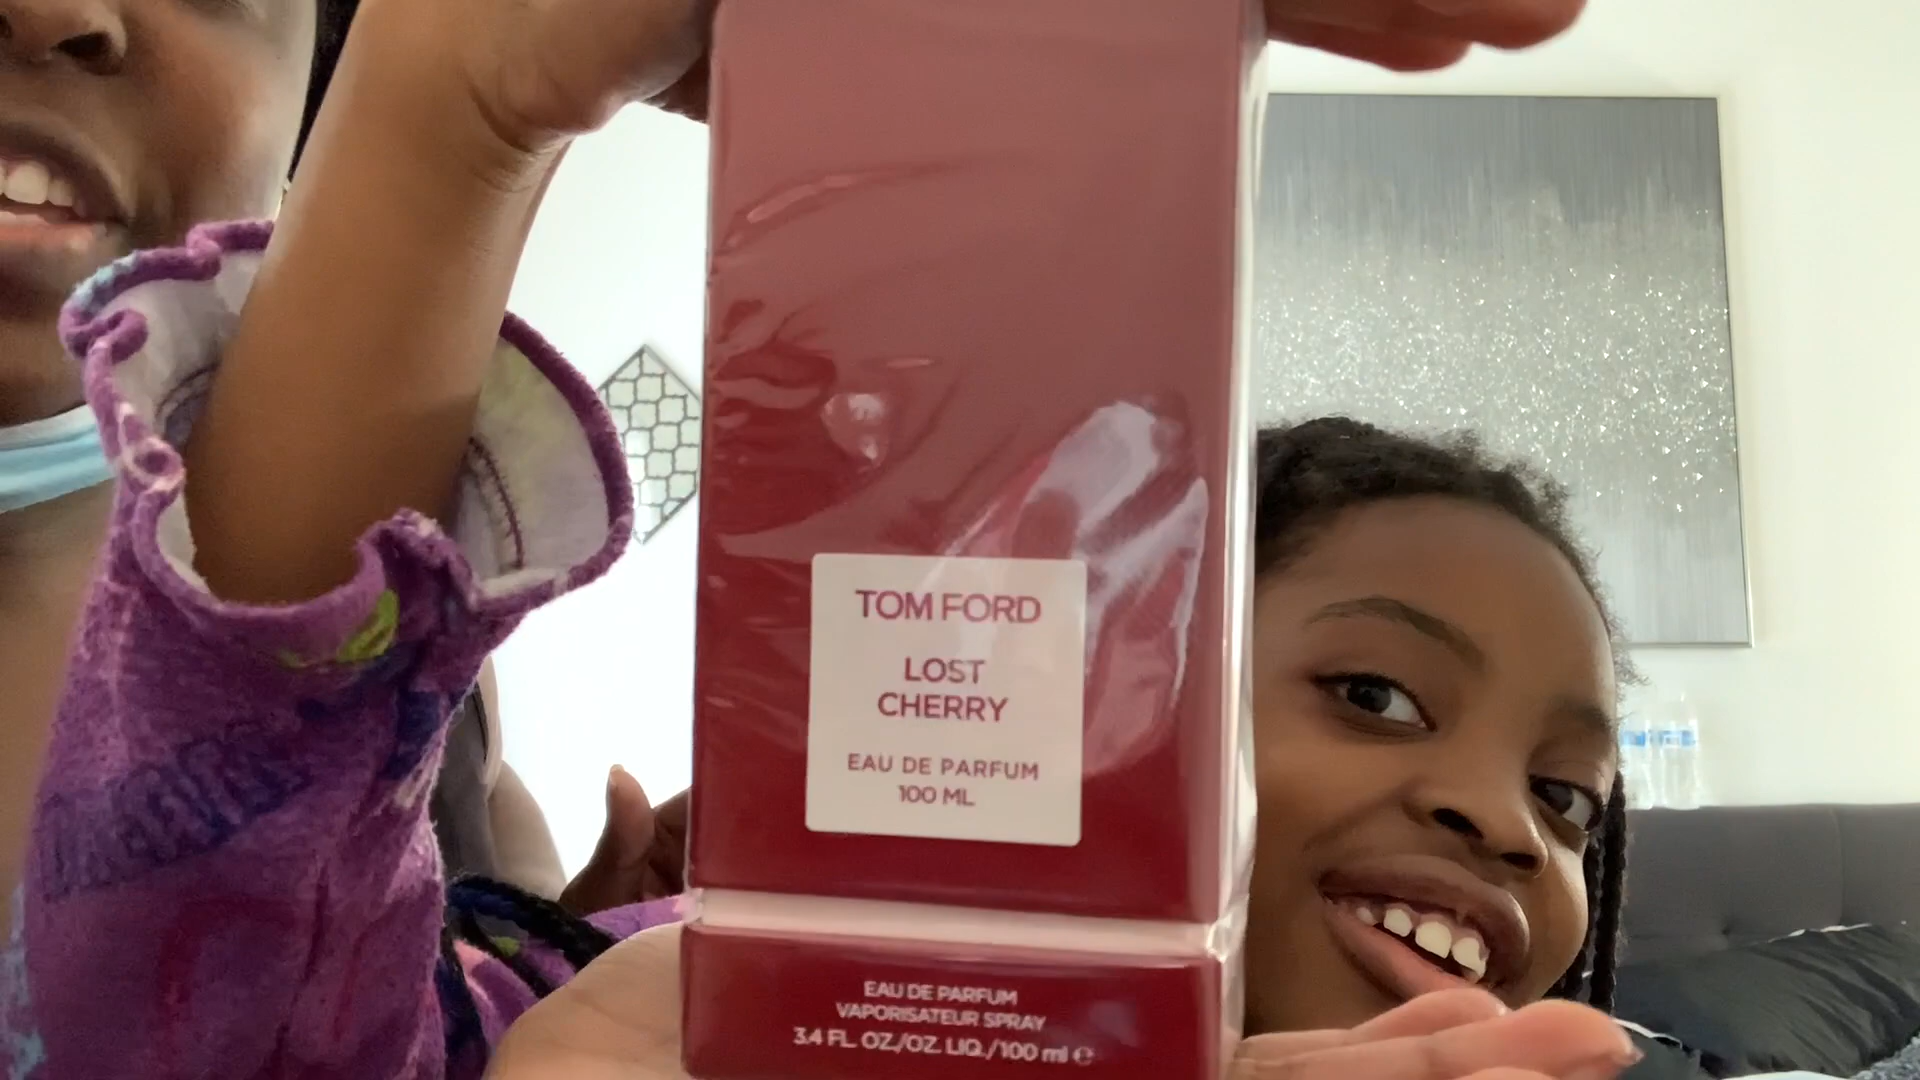 TOM FORD
LOST
CHERRY
EAU DE PARFUM
100 ML
EAU DE PARFUM
VAPORISATEUR SPRAY
3.4 FL. OZ./OZ. LIQ./100 ml ℮